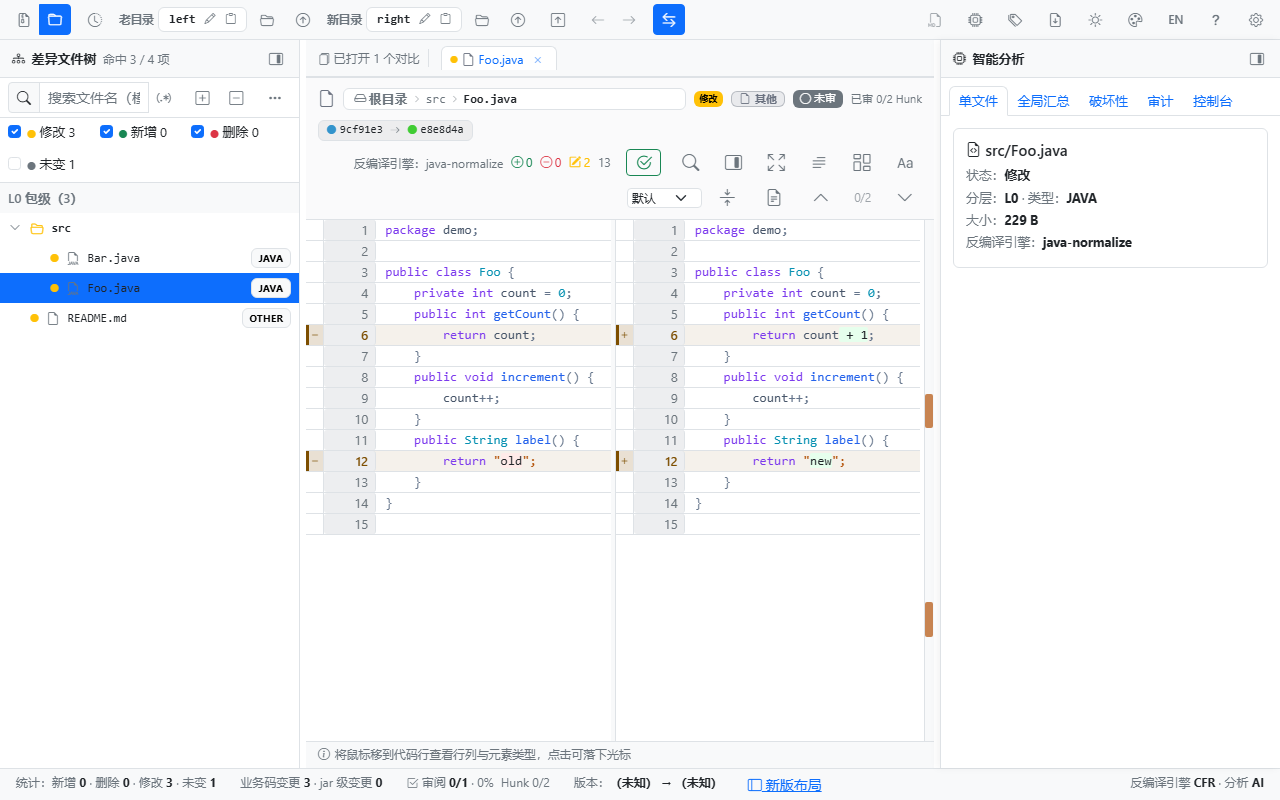 老目录 left 新目录 right EN ?
差异文件树 命中 3 / 4 项
搜索文件名 (.*)
修改 3 新增 0 删除 0
未变 1
L0 包级 (3)
src
Bar.java JAVA
Foo.java JAVA
README.md OTHER
已打开 1 个对比 Foo.java ×
根目录 › src › Foo.java 修改 其他 未审 已审 0/2 Hunk
9cf91e3 → e8e8d4a
反编译引擎: java-normalize 0 0 2 13 Aa
默认 0/2
1 package demo;
2
3 public class Foo {
4 private int count = 0;
5 public int getCount() {
− 6 return count;
7 }
8 public void increment() {
9 count++;
10 }
11 public String label() {
− 12 return "old";
13 }
14 }
15
1 package demo;
2
3 public class Foo {
4 private int count = 0;
5 public int getCount() {
+ 6 return count + 1;
7 }
8 public void increment() {
9 count++;
10 }
11 public String label() {
+ 12 return "new";
13 }
14 }
15
将鼠标移到代码行查看行列与元素类型，点击可落下光标
智能分析
单文件 全局汇总 破坏性 审计 控制台
src/Foo.java
状态: 修改
分层: L0 · 类型: JAVA
大小: 229 B
反编译引擎: java-normalize
统计: 新增 0 · 删除 0 · 修改 3 · 未变 1 业务码变更 3 · jar 级变更 0 审阅 0/1 · 0% Hunk 0/2 版本: (未知) → (未知) 新版布局 反编译引擎 CFR · 分析 AI